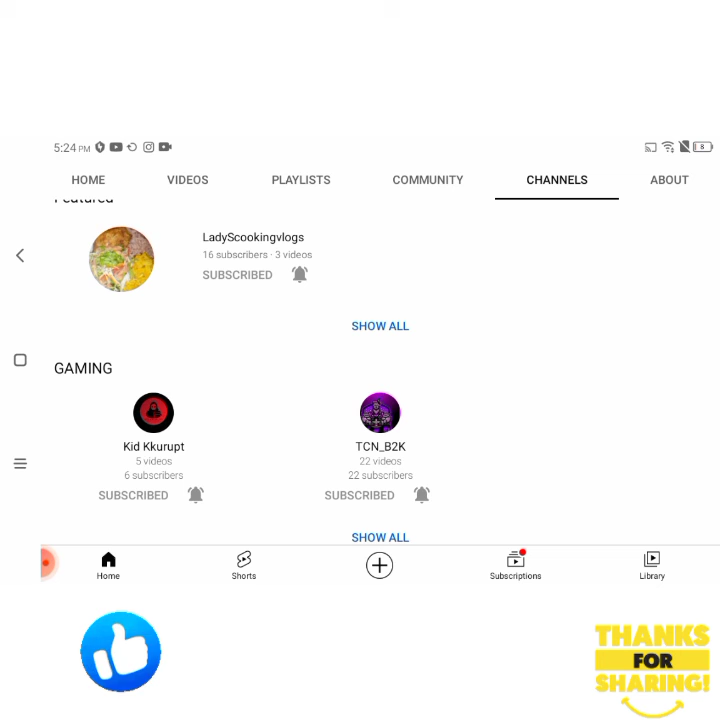 5:24 PM
8
HOME VIDEOS PLAYLISTS COMMUNITY CHANNELS ABOUT
Featured
LadyScookingvlogs
16 subscribers · 3 videos
SUBSCRIBED
SHOW ALL
GAMING
Kid Kkurupt TCN_B2K
5 videos 22 videos
6 subscribers 22 subscribers
SUBSCRIBED SUBSCRIBED
SHOW ALL
Home Shorts Subscriptions Library
THANKS
FOR
SHARING!